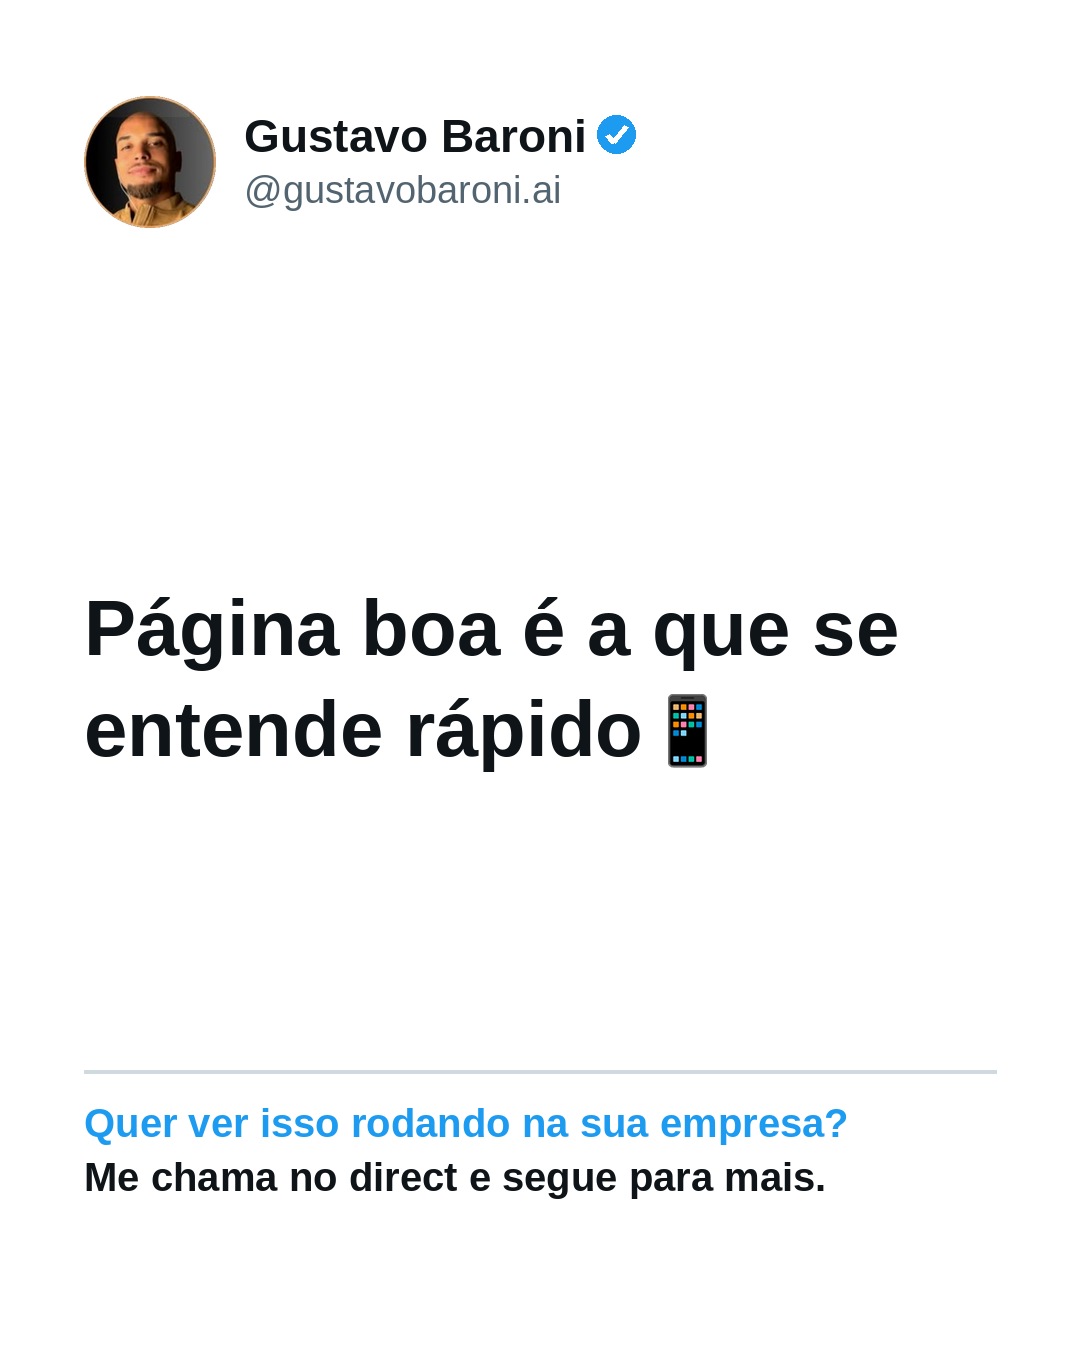 Gustavo Baroni
@gustavobaroni.ai
Página boa é a que se
entende rápido 📱
Quer ver isso rodando na sua empresa?
Me chama no direct e segue para mais.